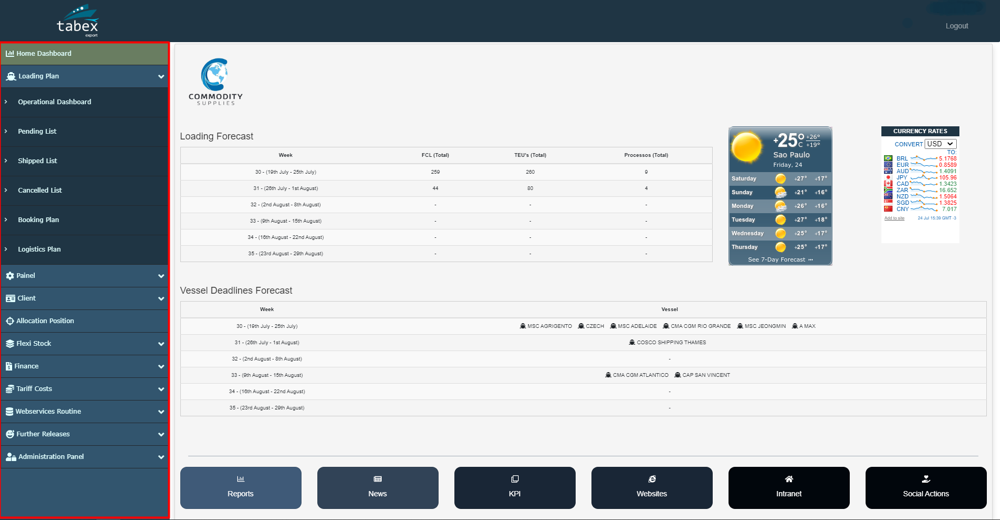 tabex
export
Logout
Home Dashboard
Loading Plan
Operational Dashboard
Pending List
Shipped List
Cancelled List
Booking Plan
Logistics Plan
Painel
Client
Allocation Position
Flexi Stock
Finance
Tariff Costs
Webservices Routine
Further Releases
Administration Panel
COMMODITY
SUPPLIES
Loading Forecast
Week FCL (Total) TEU's (Total) Processos (Total)
30 - (19th July - 25th July) 259 260 9
31 - (26th July - 1st August) 44 80 4
32 - (2nd August - 8th August) - - -
33 - (9th August - 15th August) - - -
34 - (16th August - 22nd August) - - -
35 - (23rd August - 29th August) - - -
+25°C +26° +19°
Sao Paulo
Friday, 24
Saturday +27° +17°
Sunday +21° +16°
Monday +26° +16°
Tuesday +27° +18°
Wednesday +25° +17°
Thursday +25° +17°
See 7-Day Forecast
CURRENCY RATES
CONVERT USD
TO:
BRL 5.1768
EUR 0.8589
AUD 1.4091
JPY 105.96
CAD 1.3423
ZAR 16.652
NZD 1.5064
SGD 1.3825
CNY 7.017
Add to site 24 Jul 15:39 GMT -3
Vessel Deadlines Forecast
Week Vessel
30 - (19th July - 25th July) MSC AGRIGENTO CZECH MSC ADELAIDE CMA CGM RIO GRANDE MSC JEONGMIN A MAX
31 - (26th July - 1st August) COSCO SHIPPING THAMES
32 - (2nd August - 8th August) -
33 - (9th August - 15th August) CMA CGM ATLANTICO CAP SAN VINCENT
34 - (16th August - 22nd August) -
35 - (23rd August - 29th August) -
Reports
News
KPI
Websites
Intranet
Social Actions